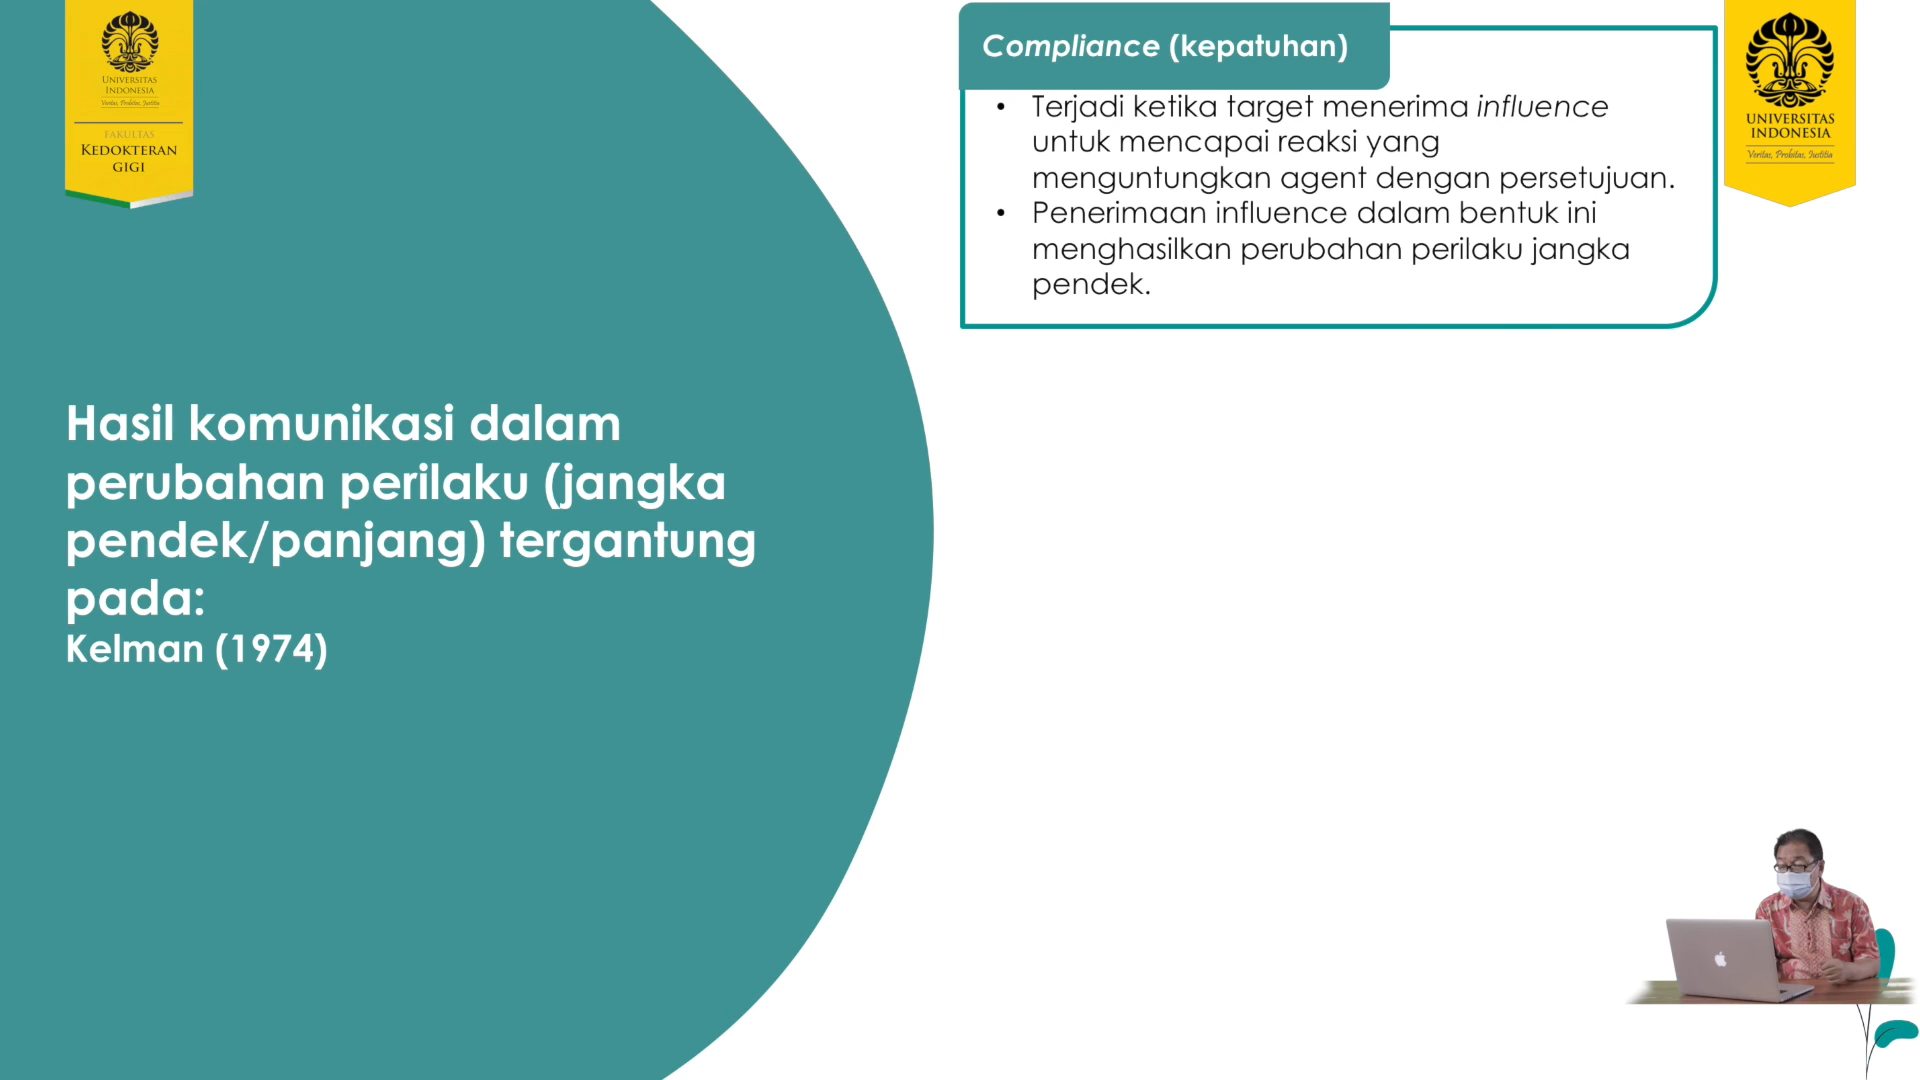 UNIVERSITAS
INDONESIA
Veritas, Probitas, Justitia
FAKULTAS
KEDOKTERAN
GIGI
Hasil komunikasi dalam
perubahan perilaku (jangka
pendek/panjang) tergantung
pada:
Kelman (1974)
Compliance (kepatuhan)
• Terjadi ketika target menerima influence
untuk mencapai reaksi yang
menguntungkan agent dengan persetujuan.
• Penerimaan influence dalam bentuk ini
menghasilkan perubahan perilaku jangka
pendek.
UNIVERSITAS
INDONESIA
Veritas, Probitas, Justitia